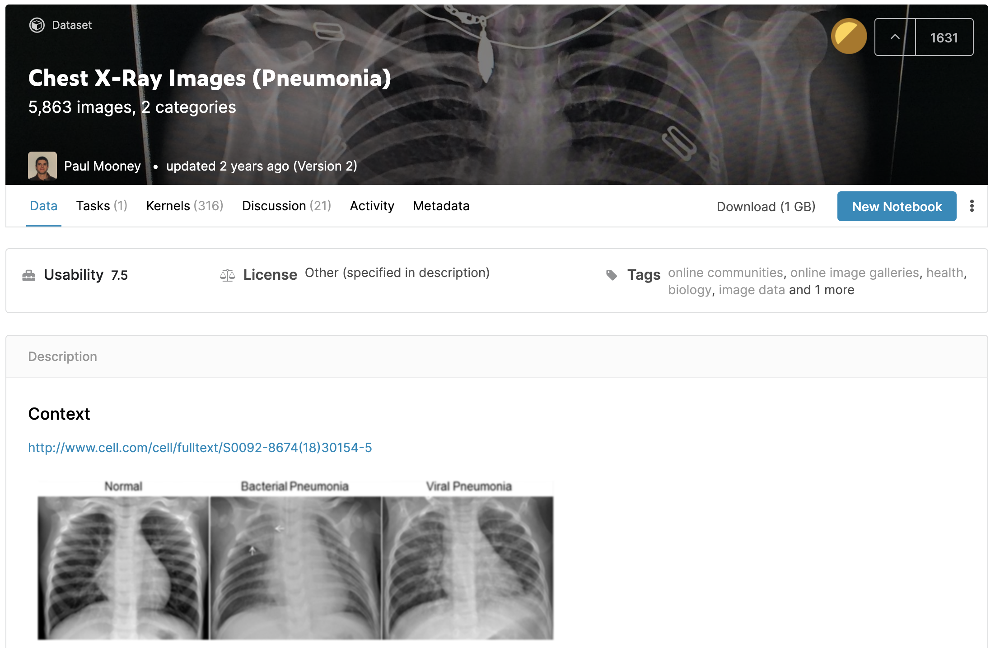 Dataset
1631
Chest X-Ray Images (Pneumonia)
5,863 images, 2 categories
Paul Mooney • updated 2 years ago (Version 2)
Data Tasks (1) Kernels (316) Discussion (21) Activity Metadata Download (1 GB) New Notebook
Usability 7.5 License Other (specified in description) Tags online communities, online image galleries, health,
biology, image data and 1 more
Description
Context
http://www.cell.com/cell/fulltext/S0092-8674(18)30154-5
Normal Bacterial Pneumonia Viral Pneumonia